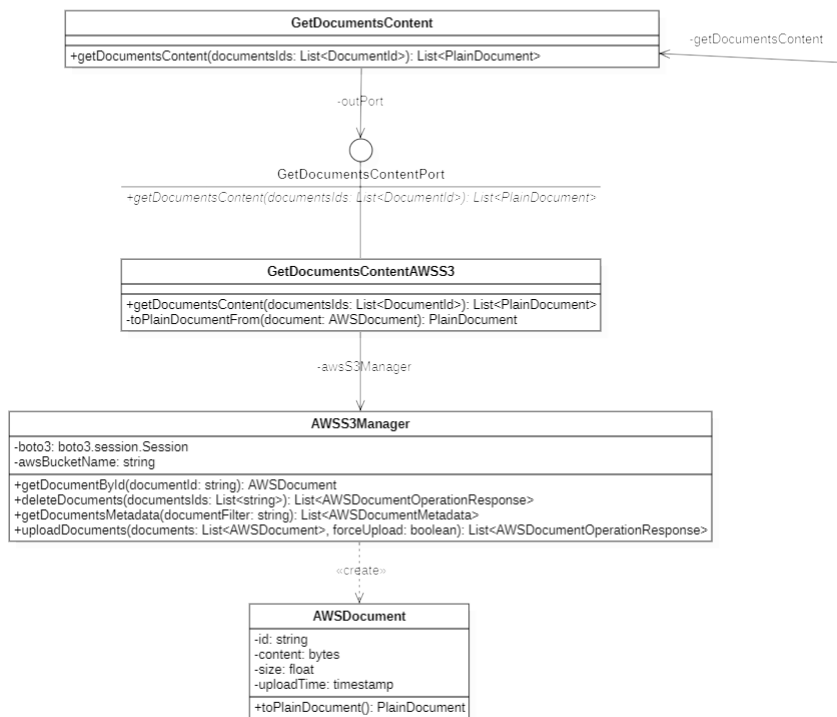 GetDocumentsContent
+getDocumentsContent(documentsIds: List<DocumentId>): List<PlainDocument>
-getDocumentsContent
-outPort
GetDocumentsContentPort
+getDocumentsContent(documentsIds: List<DocumentId>): List<PlainDocument>
GetDocumentsContentAWSS3
+getDocumentsContent(documentsIds: List<DocumentId>): List<PlainDocument>
-toPlainDocumentFrom(document: AWSDocument): PlainDocument
-awsS3Manager
AWSS3Manager
-boto3: boto3.session.Session
-awsBucketName: string
+getDocumentById(documentId: string): AWSDocument
+deleteDocuments(documentsIds: List<string>): List<AWSDocumentOperationResponse>
+getDocumentsMetadata(documentFilter: string): List<AWSDocumentMetadata>
+uploadDocuments(documents: List<AWSDocument>, forceUpload: boolean): List<AWSDocumentOperationResponse>
«create»
AWSDocument
-id: string
-content: bytes
-size: float
-uploadTime: timestamp
+toPlainDocument(): PlainDocument